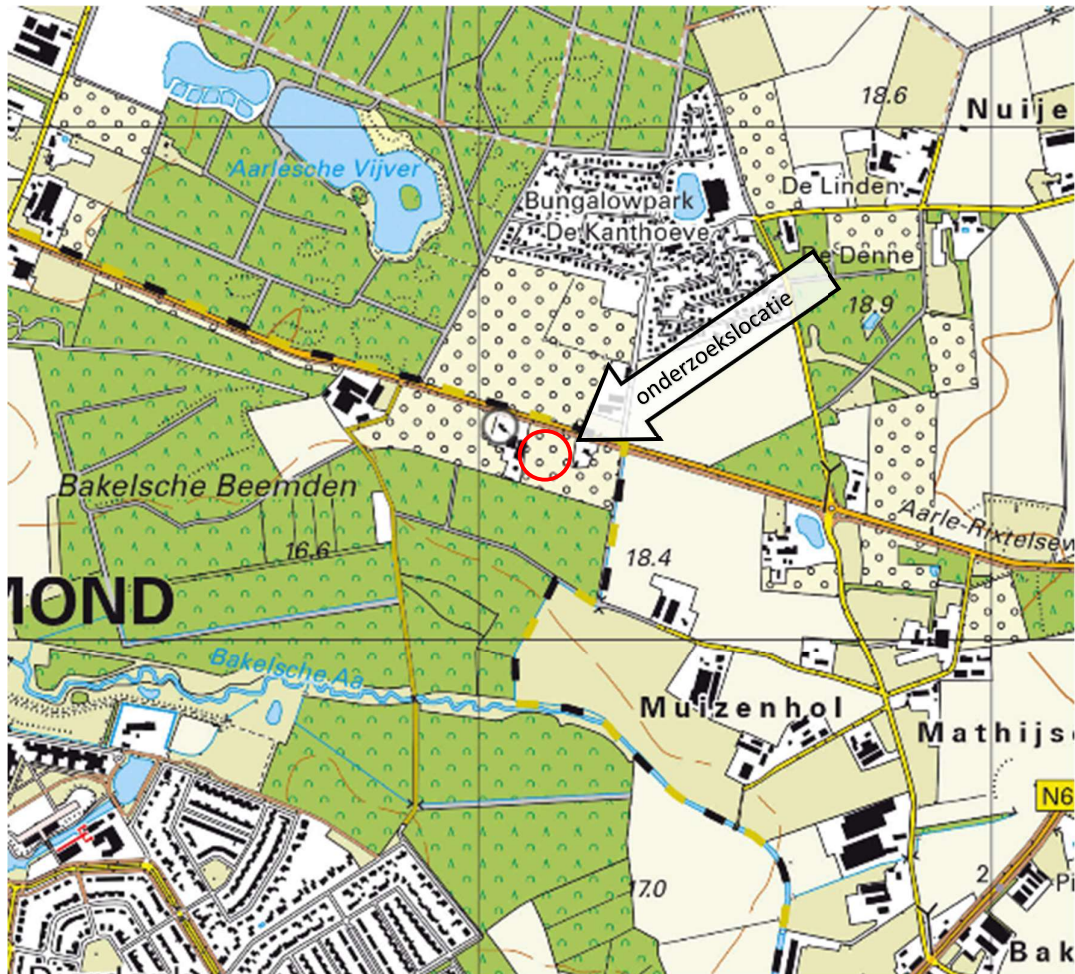 18.6
Nuije
Aarlesche Vijver
De Linden
Bungalowpark
De Kanthoeve
De Denne
18.9
onderzoekslocatie
Bakelsche Beemden
16.6
18.4
Aarle-Rixtelsew
MOND
Bakelsche Aa
Muizenhol
Mathijs
N6
17.0
2
Pi
Bak